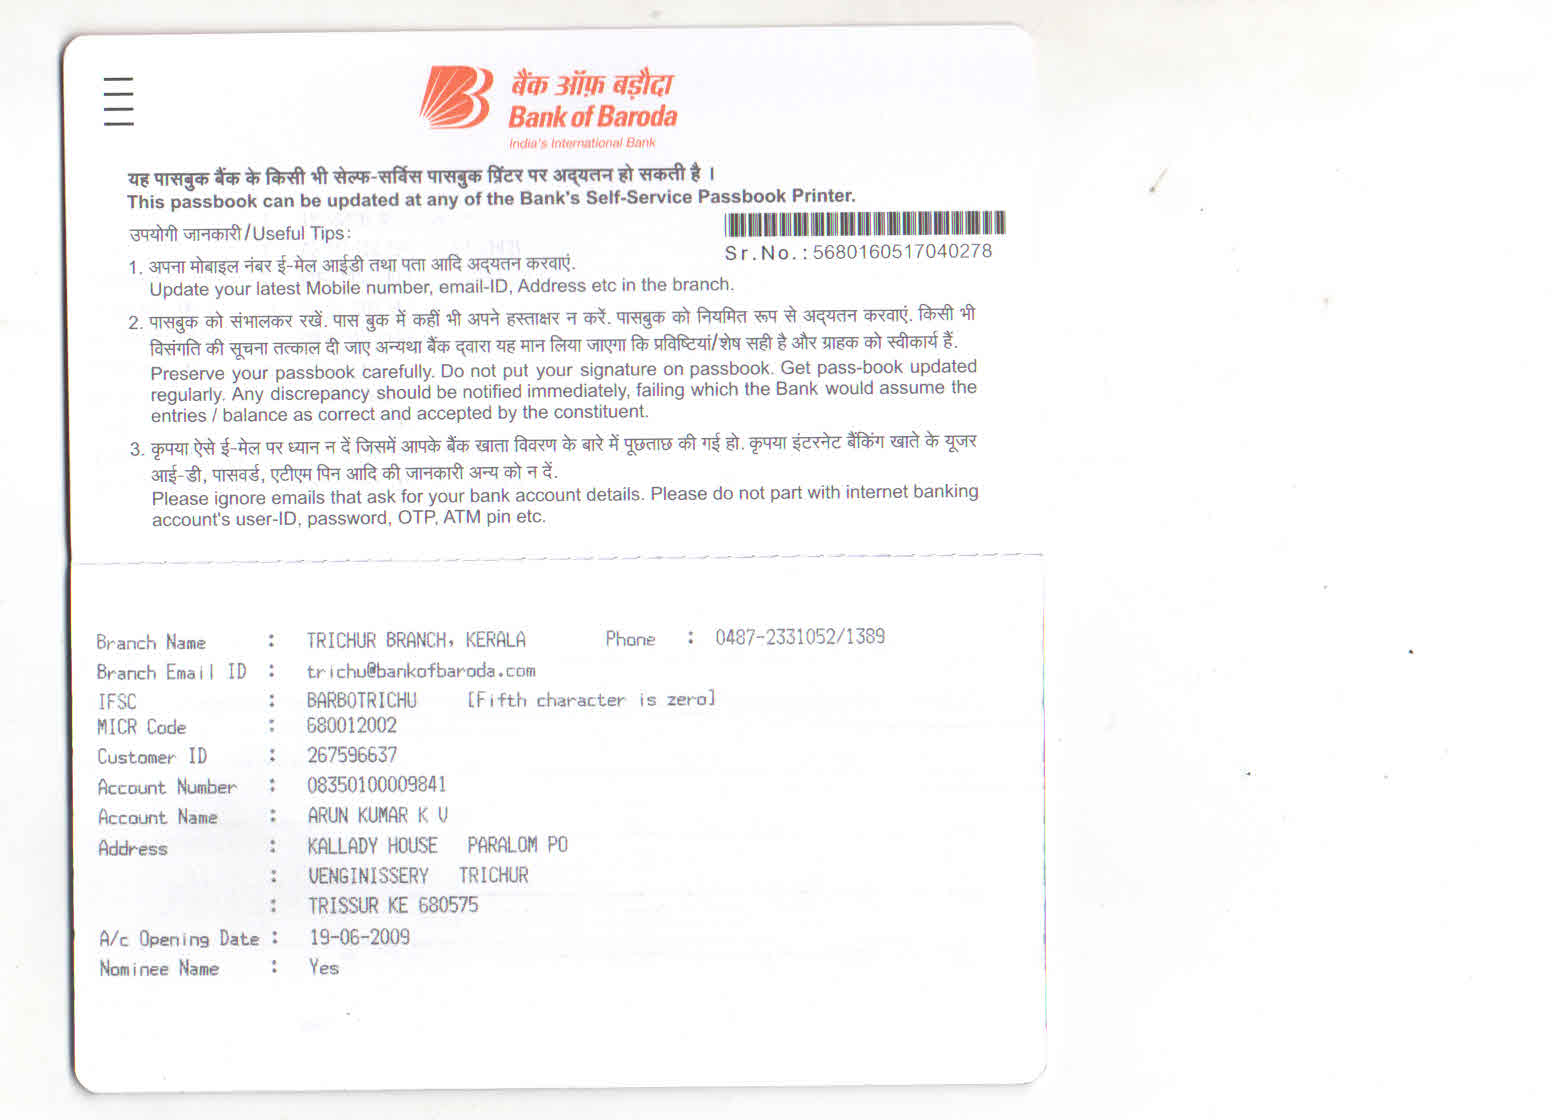 बैंक ऑफ़ बड़ौदा
Bank of Baroda
India's International Bank
यह पासबुक बैंक के किसी भी सेल्फ-सर्विस पासबुक प्रिंटर पर अद्यतन हो सकती है ।
This passbook can be updated at any of the Bank's Self-Service Passbook Printer.
उपयोगी जानकारी/Useful Tips:
Sr.No.:5680160517040278
1. अपना मोबाइल नंबर ई-मेल आईडी तथा पता आदि अद्यतन करवाएं.
Update your latest Mobile number, email-ID, Address etc in the branch.
2. पासबुक को संभालकर रखें. पास बुक में कहीं भी अपने हस्ताक्षर न करें. पासबुक को नियमित रूप से अद्यतन करवाएं. किसी भी
विसंगति की सूचना तत्काल दी जाए अन्यथा बैंक द्वारा यह मान लिया जाएगा कि प्रविष्टियां/शेष सही है और ग्राहक को स्वीकार्य हैं.
Preserve your passbook carefully. Do not put your signature on passbook. Get pass-book updated
regularly. Any discrepancy should be notified immediately, failing which the Bank would assume the
entries / balance as correct and accepted by the constituent.
3. कृपया ऐसे ई-मेल पर ध्यान न दें जिसमें आपके बैंक खाता विवरण के बारे में पूछताछ की गई हो. कृपया इंटरनेट बैंकिंग खाते के यूजर
आई-डी, पासवर्ड, एटीएम पिन आदि की जानकारी अन्य को न दें.
Please ignore emails that ask for your bank account details. Please do not part with internet banking
account's user-ID, password, OTP, ATM pin etc.
Branch Name : TRICHUR BRANCH, KERALA Phone : 0487-2331052/1389
Branch Email ID : trichu@bankofbaroda.com
IFSC : BARB0TRICHU [Fifth character is zero]
MICR Code : 680012002
Customer ID : 267596637
Account Number : 08350100009841
Account Name : ARUN KUMAR K U
Address : KALLADY HOUSE PARALOM PO
: VENGINISSERY TRICHUR
: TRISSUR KE 680575
A/c Opening Date : 19-06-2009
Nominee Name : Yes